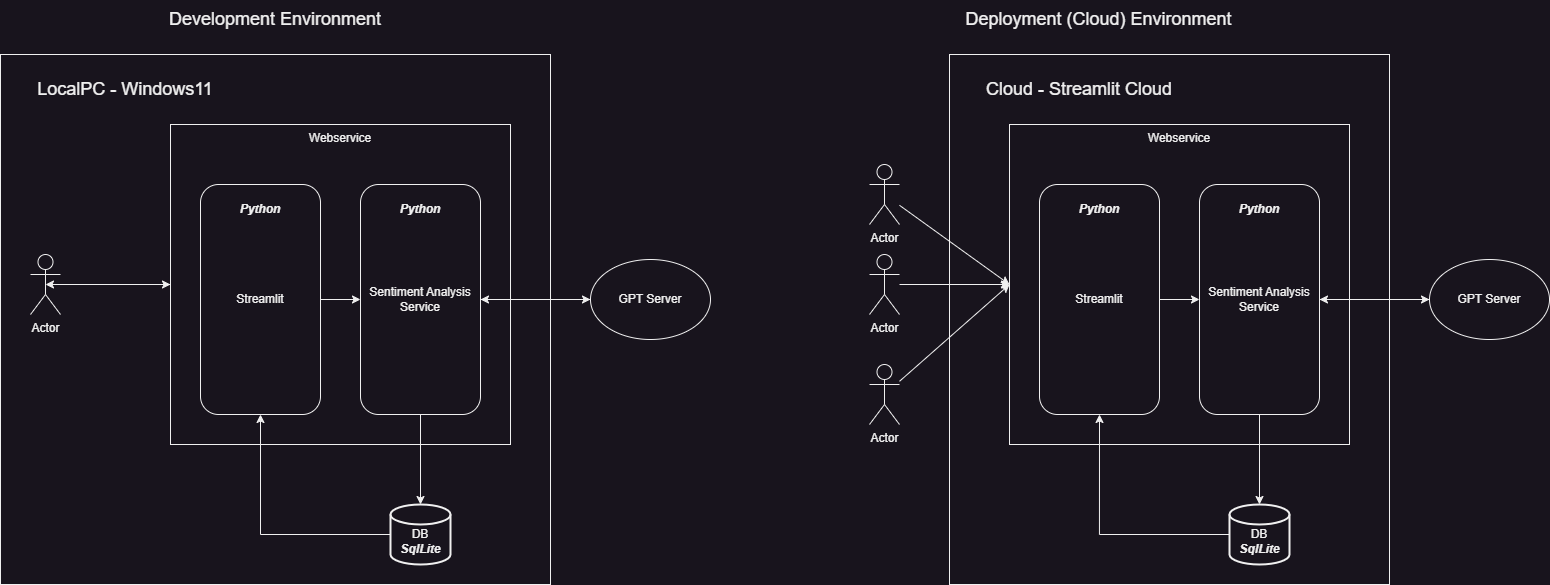 Development Environment
LocalPC - Windows11
Webservice
Python
Python
Streamlit
Sentiment Analysis
Service
GPT Server
Actor
DB
SqlLite
Deployment (Cloud) Environment
Cloud - Streamlit Cloud
Webservice
Python
Python
Actor
Actor
Actor
Streamlit
Sentiment Analysis
Service
GPT Server
DB
SqlLite